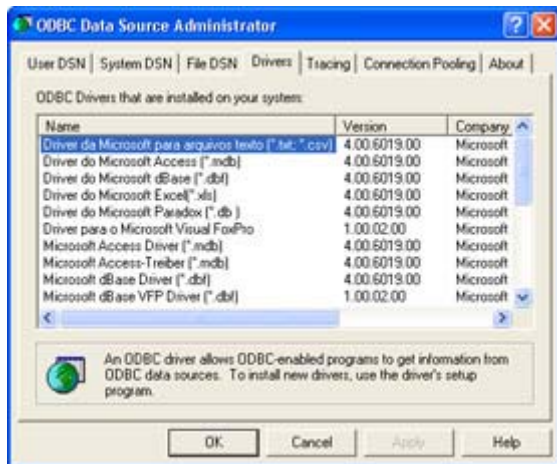 ODBC Data Source Administrator
User DSN System DSN File DSN Drivers Tracing Connection Pooling About
ODBC Drivers that are installed on your system:
Name Version Company
Driver da Microsoft para arquivos texto (*.txt; *.csv) 4.00.6019.00 Microsoft
Driver do Microsoft Access (*.mdb) 4.00.6019.00 Microsoft
Driver do Microsoft dBase (*.dbf) 4.00.6019.00 Microsoft
Driver do Microsoft Excel(*.xls) 4.00.6019.00 Microsoft
Driver do Microsoft Paradox (*.db ) 4.00.6019.00 Microsoft
Driver para o Microsoft Visual FoxPro 1.00.02.00 Microsoft
Microsoft Access Driver (*.mdb) 4.00.6019.00 Microsoft
Microsoft Access-Treiber (*.mdb) 4.00.6019.00 Microsoft
Microsoft dBase Driver (*.dbf) 4.00.6019.00 Microsoft
Microsoft dBase VFP Driver (*.dbf) 1.00.02.00 Microsoft
An ODBC driver allows ODBC-enabled programs to get information from
ODBC data sources. To install new drivers, use the driver's setup
program.
OK Cancel Apply Help